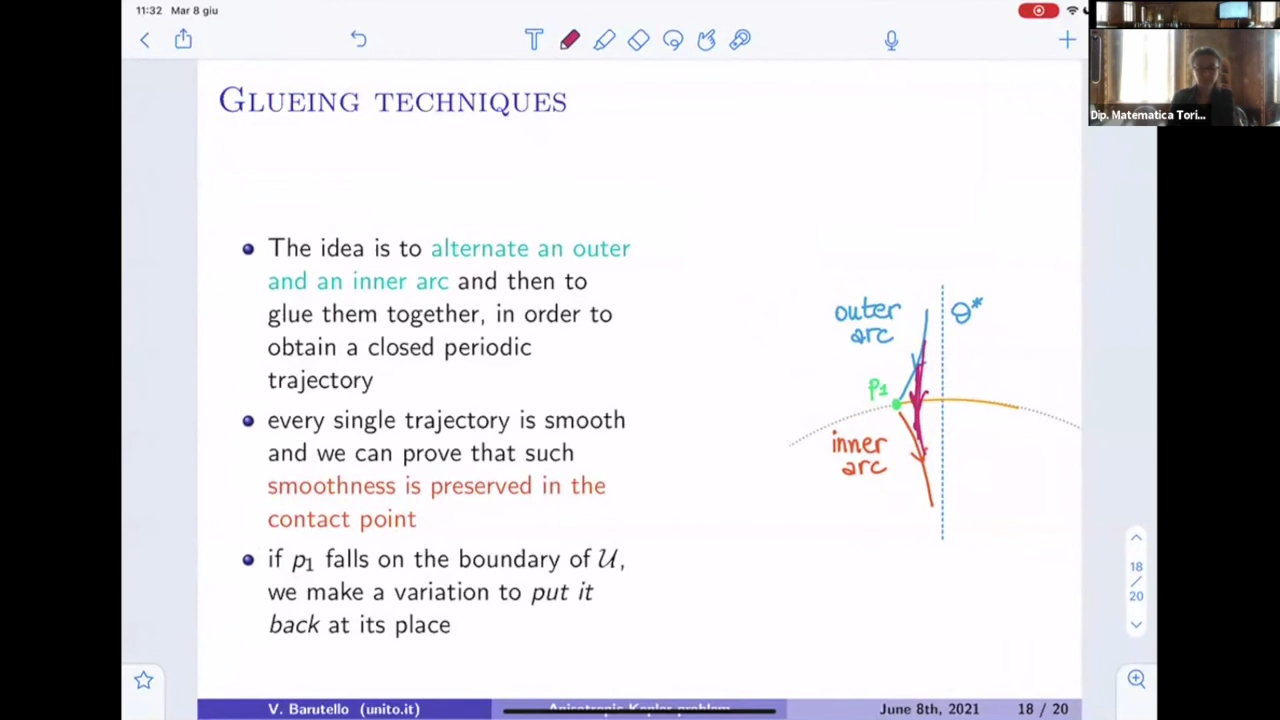 11:32 Mar 8 giu
Dip. Matematica Tori...
GLUEING TECHNIQUES
The idea is to alternate an outer
and an inner arc and then to
glue them together, in order to
obtain a closed periodic
trajectory
every single trajectory is smooth
and we can prove that such
smoothness is preserved in the
contact point
if p1 falls on the boundary of U,
we make a variation to put it
back at its place
outer
arc
θ*
p1
inner
arc
18
/
20
V. Barutello (unito.it) Anisotropic Kepler problem June 8th, 2021 18 / 20